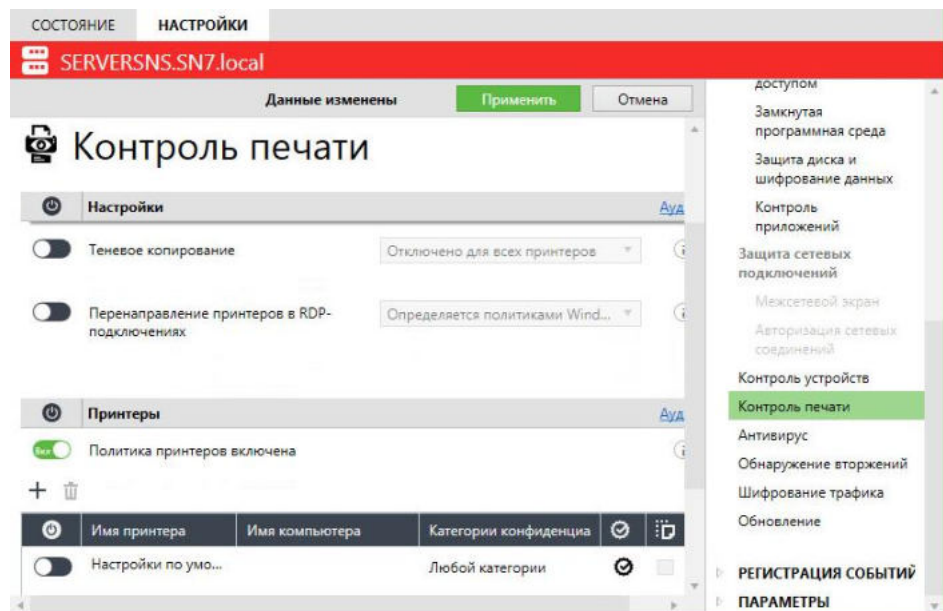 СОСТОЯНИЕ НАСТРОЙКИ
SERVERSNS.SN7.local
Данные изменены Применить Отмена
Контроль печати
Настройки Ауд
Теневое копирование Отключено для всех принтеров
Перенаправление принтеров в RDP-
подключениях
Определяется политиками Wind...
Принтеры Ауд
Вкл
Политика принтеров включена
Имя принтера Имя компьютера Категории конфиденциа
Настройки по умо... Любой категории
доступом
Замкнутая
программная среда
Защита диска и
шифрование данных
Контроль
приложений
Защита сетевых
подключений
Межсетевой экран
Авторизация сетевых
соединений
Контроль устройств
Контроль печати
Антивирус
Обнаружение вторжений
Шифрование трафика
Обновление
РЕГИСТРАЦИЯ СОБЫТИЙ
ПАРАМЕТРЫ